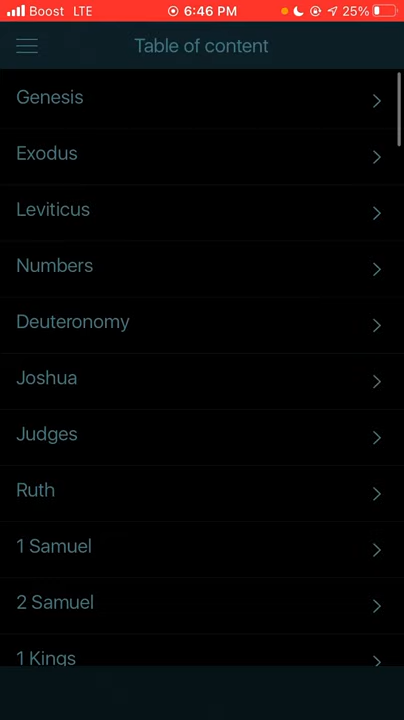 Boost LTE 6:46 PM 25%
Table of content
Genesis
Exodus
Leviticus
Numbers
Deuteronomy
Joshua
Judges
Ruth
1 Samuel
2 Samuel
1 Kings